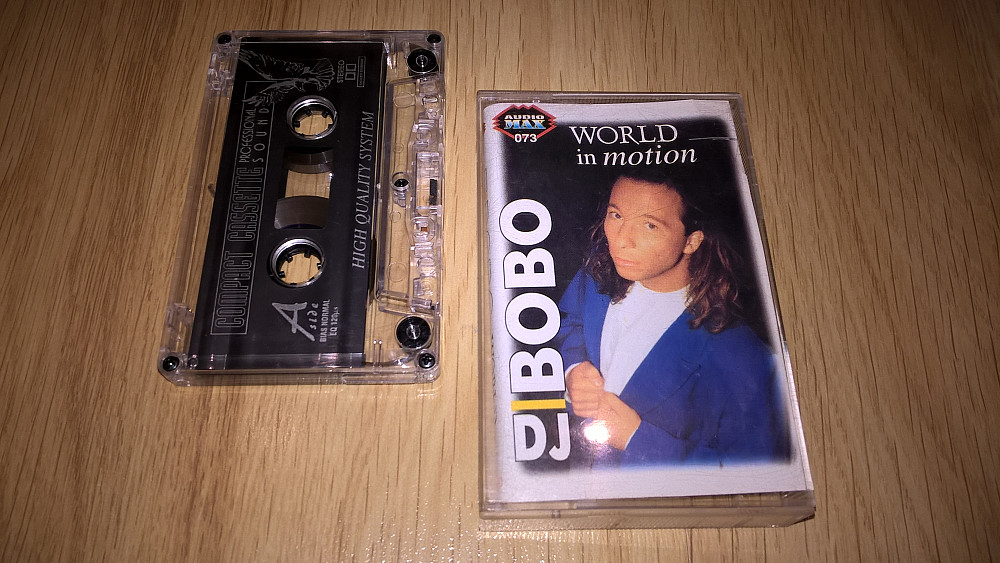 COMPACT CASSETTE
PROFESSIONAL
SOUND
STEREO
HIGH QUALITY SYSTEM
A
side
BIAS NORMAL
EQ 120µs
AUDIO
MAX
073
WORLD
in motion
DJ BOBO